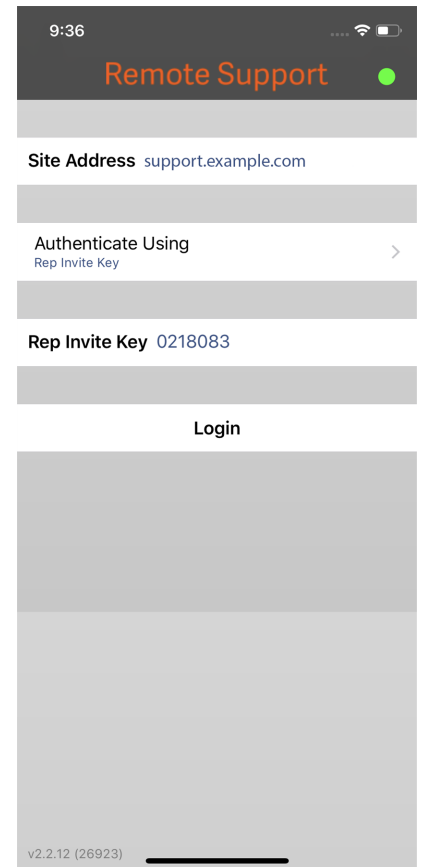 9:36
Remote Support
Site Address support.example.com
Authenticate Using
Rep Invite Key
Rep Invite Key 0218083
Login
v2.2.12 (26923)